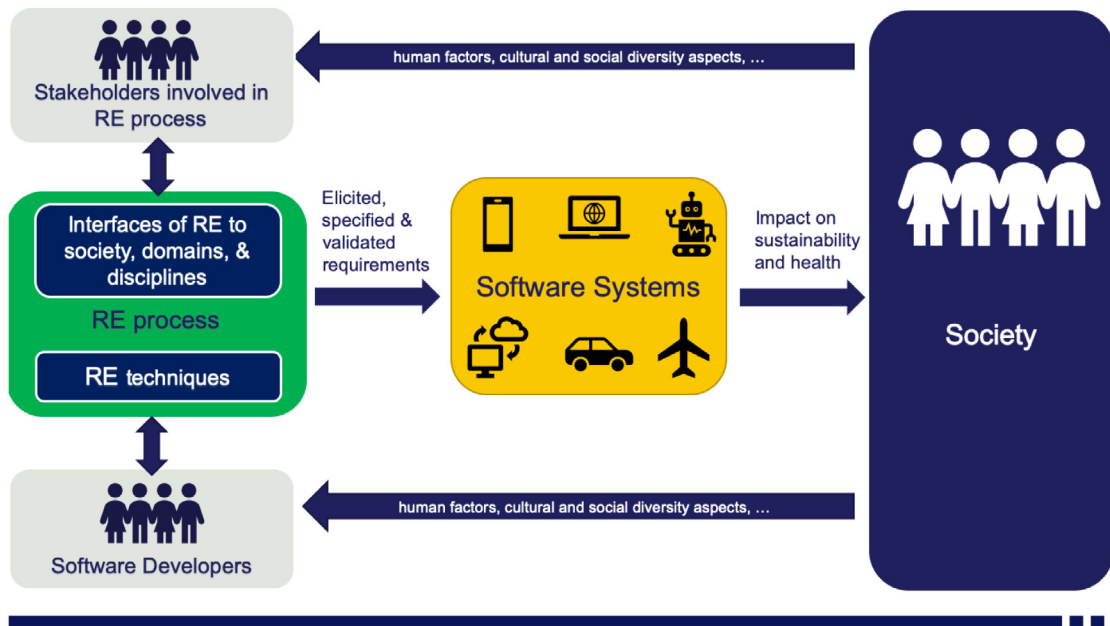 human factors, cultural and social diversity aspects, …
Stakeholders involved in
RE process
Interfaces of RE to
society, domains, &
disciplines
RE process
RE techniques
Elicited,
specified &
validated
requirements
Software Systems
Impact on
sustainability
and health
Society
human factors, cultural and social diversity aspects, …
Software Developers